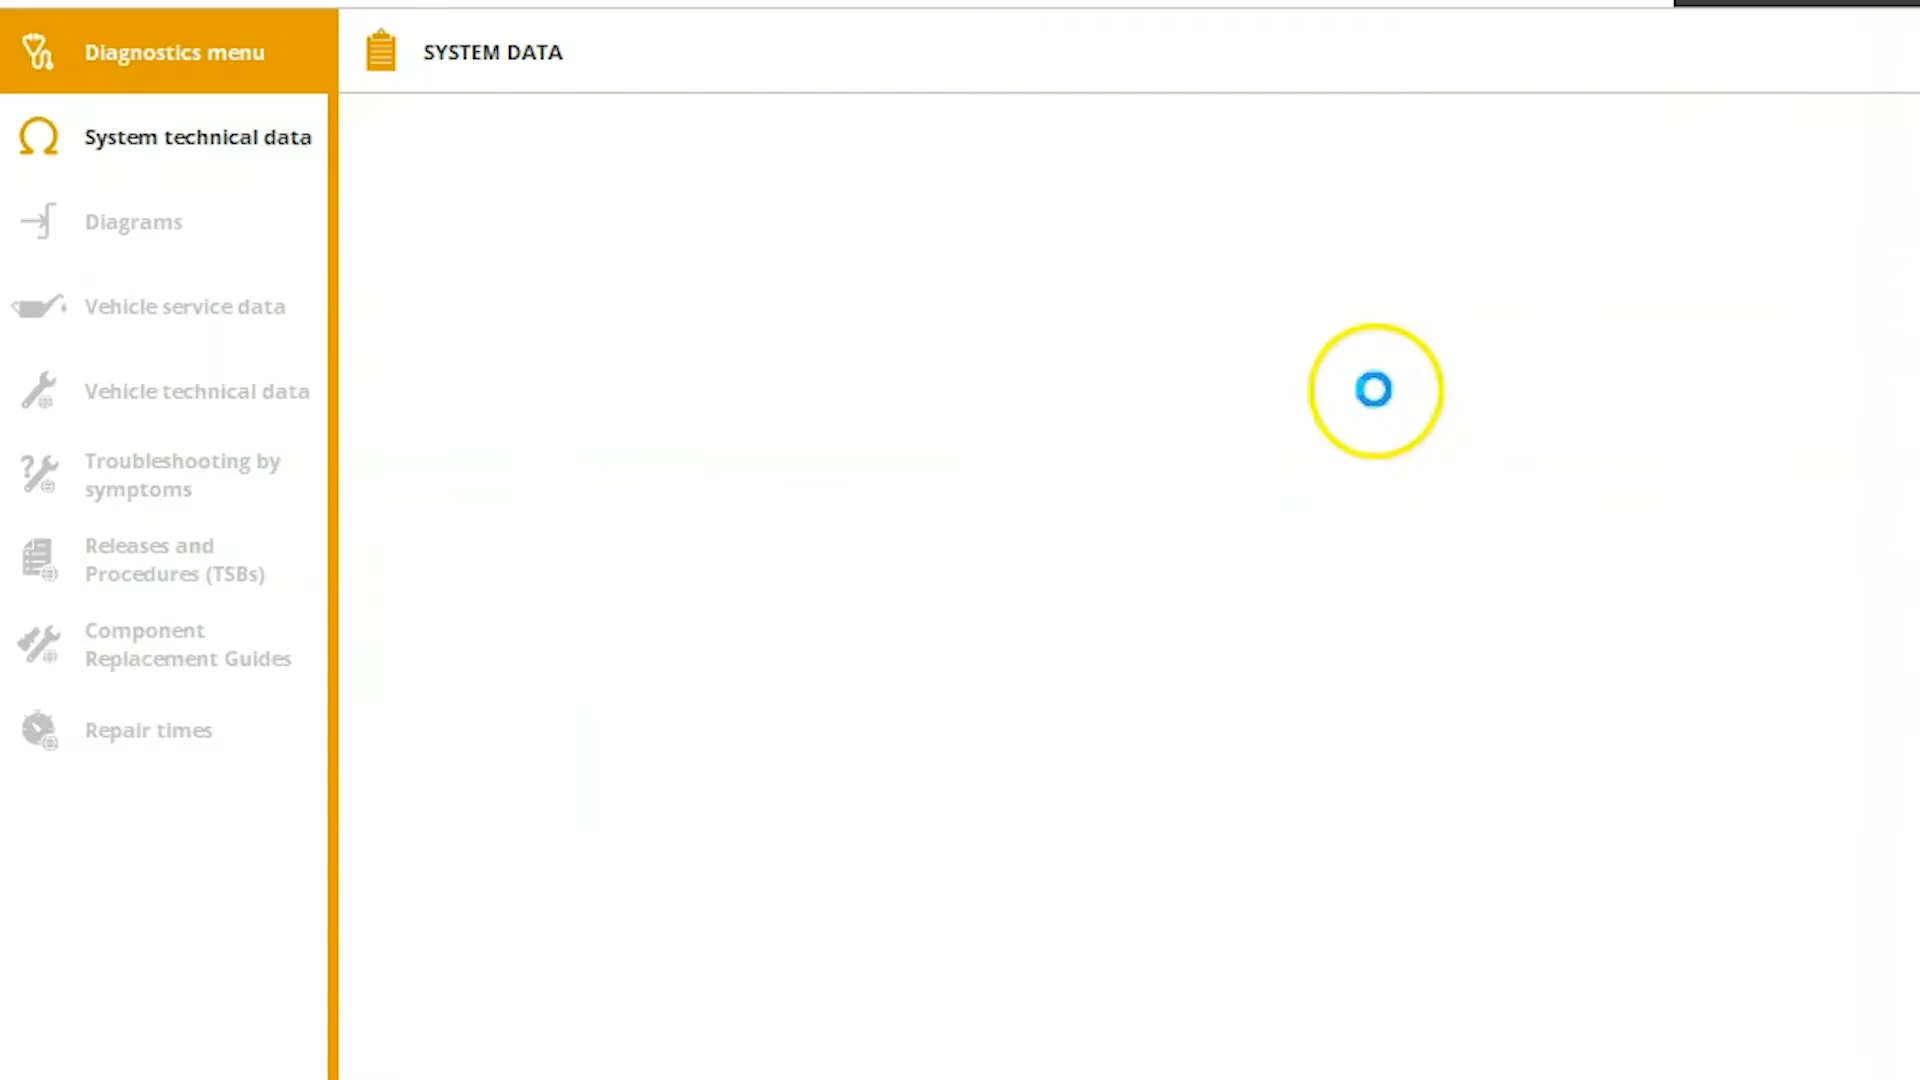 Diagnostics menu
SYSTEM DATA
System technical data
Diagrams
Vehicle service data
Vehicle technical data
Troubleshooting by
symptoms
Releases and
Procedures (TSBs)
Component
Replacement Guides
Repair times